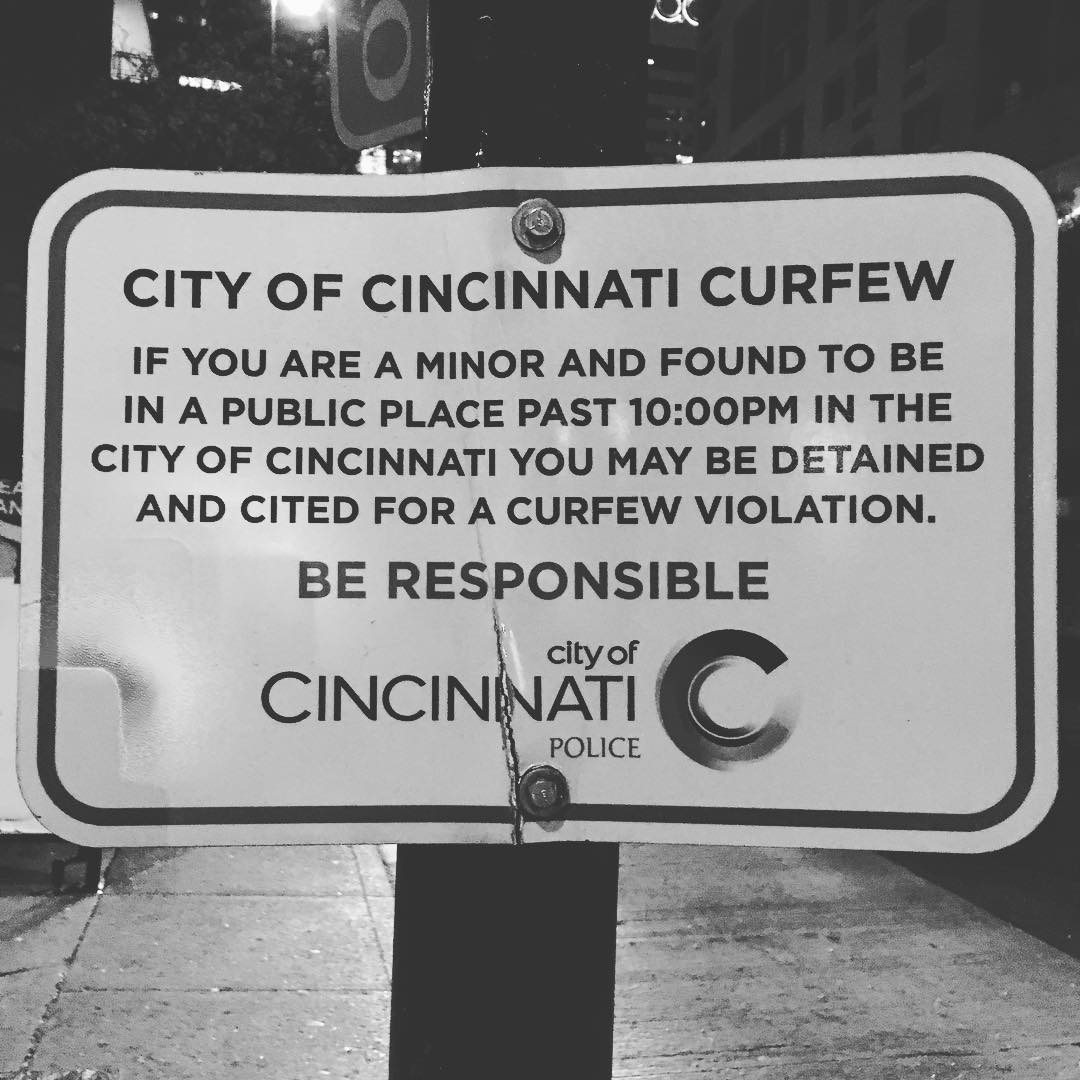 CITY OF CINCINNATI CURFEW
IF YOU ARE A MINOR AND FOUND TO BE
IN A PUBLIC PLACE PAST 10:00PM IN THE
CITY OF CINCINNATI YOU MAY BE DETAINED
AND CITED FOR A CURFEW VIOLATION.
BE RESPONSIBLE
city of
CINCINNATI
POLICE